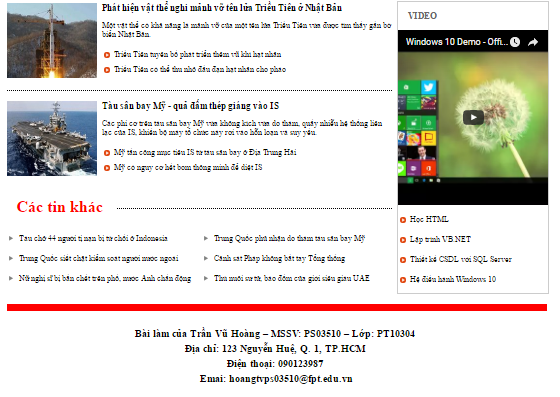 Phát hiện vật thể nghi mảnh vỡ tên lửa Triều Tiên ở Nhật Bản
Một vật thể có khả năng là mảnh vỡ của một tên lửa Triều Tiên vừa được tìm thấy gần bờ
biển Nhật Bản.
Triều Tiên tuyên bố phát triển thêm vũ khí hạt nhân
Triều Tiên có thể thu nhỏ đầu đạn hạt nhân cho pháo
Tàu sân bay Mỹ - quả đấm thép giáng vào IS
Các phi cơ trên tàu sân bay Mỹ vừa không kích vừa do thám, quấy nhiễu hệ thống liên
lạc của IS, khiến bộ máy tổ chức này rơi vào hỗn loạn và suy yếu.
Mỹ tấn công mục tiêu IS từ tàu sân bay ở Địa Trung Hải
Mỹ có nguy cơ hết bom thông minh để diệt IS
Các tin khác
Tàu chở 44 người tị nạn bị từ chối ở Indonesia
Trung Quốc siết chặt kiểm soát người nước ngoài
Nữ nghị sĩ bị bắn chết trên phố, nước Anh chấn động
Trung Quốc phủ nhận do thám tàu sân bay Mỹ
Cảnh sát Pháp không bắt tay Tổng thống
Thú nuôi sư tử, báo đốm của giới siêu giàu UAE
VIDEO
Windows 10 Demo - Offi...
Học HTML
Lập trình VB.NET
Thiết kế CSDL với SQL Server
Hệ điều hành Windows 10
Bài làm của Trần Vũ Hoàng – MSSV: PS03510 – Lớp: PT10304
Địa chỉ: 123 Nguyễn Huệ, Q. 1, TP.HCM
Điện thoại: 090123987
Emai: hoangtvps03510@fpt.edu.vn